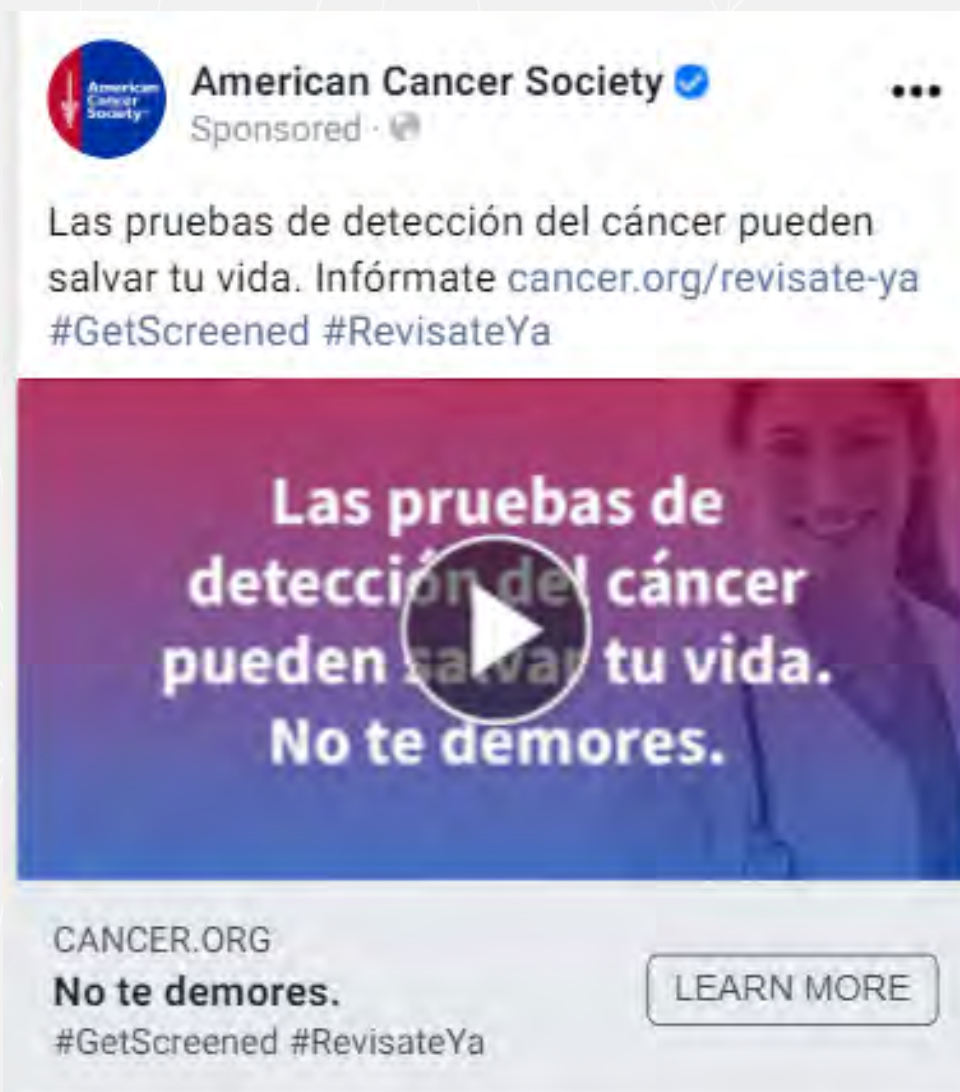 American
Cancer
Society
American Cancer Society
Sponsored ·
Las pruebas de detección del cáncer pueden
salvar tu vida. Infórmate cancer.org/revisate-ya
#GetScreened #RevisateYa
Las pruebas de
detección del cáncer
pueden salvar tu vida.
No te demores.
CANCER.ORG
No te demores.
LEARN MORE
#GetScreened #RevisateYa